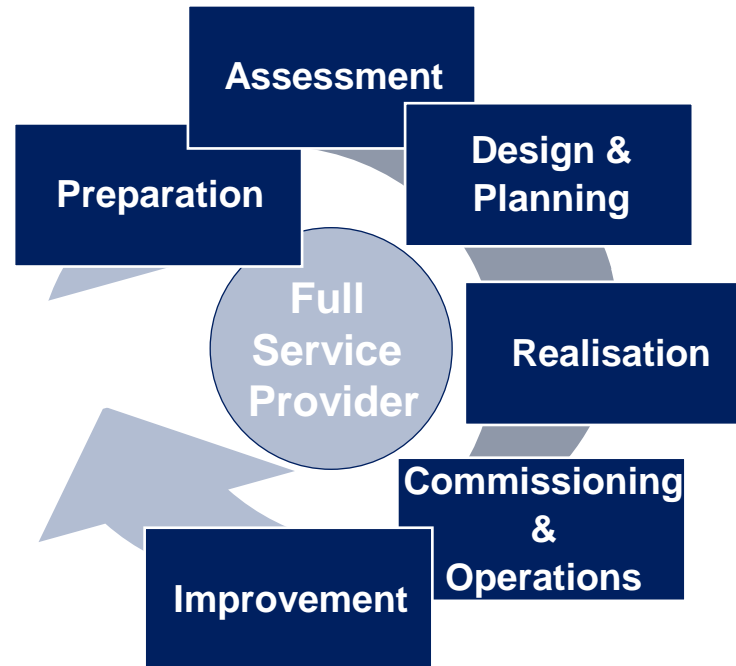 Assessment
Design &
Planning
Preparation
Full
Service
Provider
Realisation
Commissioning
&
Operations
Improvement